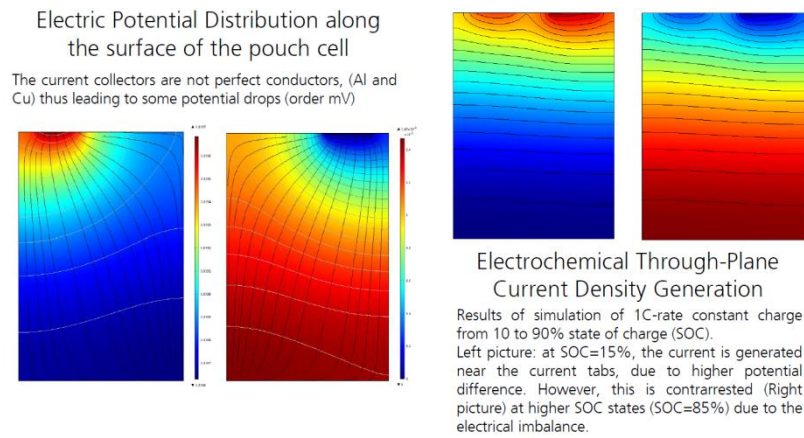 Electric Potential Distribution along
the surface of the pouch cell
The current collectors are not perfect conductors, (Al and
Cu) thus leading to some potential drops (order mV)
Electrochemical Through-Plane
Current Density Generation
Results of simulation of 1C-rate constant charge
from 10 to 90% state of charge (SOC).
Left picture: at SOC=15%, the current is generated
near the current tabs, due to higher potential
difference. However, this is contrarrested (Right
picture) at higher SOC states (SOC=85%) due to the
electrical imbalance.